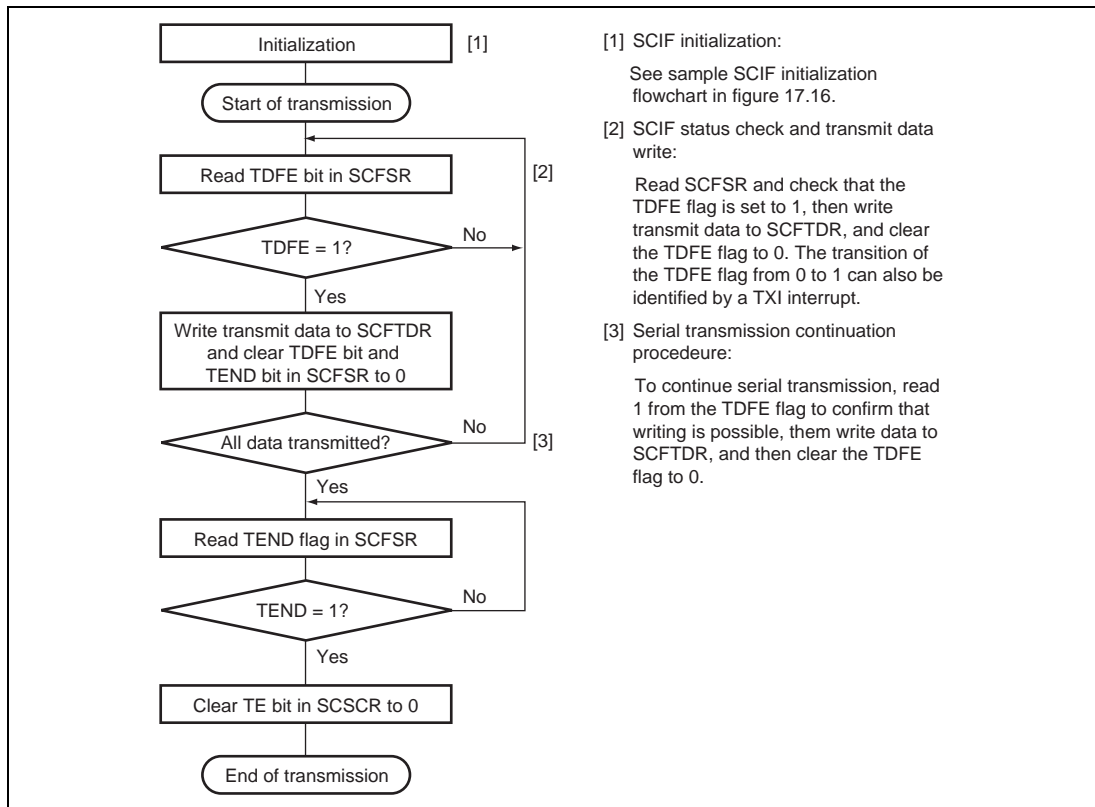 Initialization
[1]
Start of transmission
Read TDFE bit in SCFSR
[2]
TDFE = 1?
No
Yes
Write transmit data to SCFTDR
and clear TDFE bit and
TEND bit in SCFSR to 0
All data transmitted?
No
[3]
Yes
Read TEND flag in SCFSR
TEND = 1?
No
Yes
Clear TE bit in SCSCR to 0
End of transmission
[1] SCIF initialization:
See sample SCIF initialization
flowchart in figure 17.16.
[2] SCIF status check and transmit data
write:
Read SCFSR and check that the
TDFE flag is set to 1, then write
transmit data to SCFTDR, and clear
the TDFE flag to 0. The transition of
the TDFE flag from 0 to 1 can also be
identified by a TXI interrupt.
[3] Serial transmission continuation
procedeure:
To continue serial transmission, read
1 from the TDFE flag to confirm that
writing is possible, them write data to
SCFTDR, and then clear the TDFE
flag to 0.